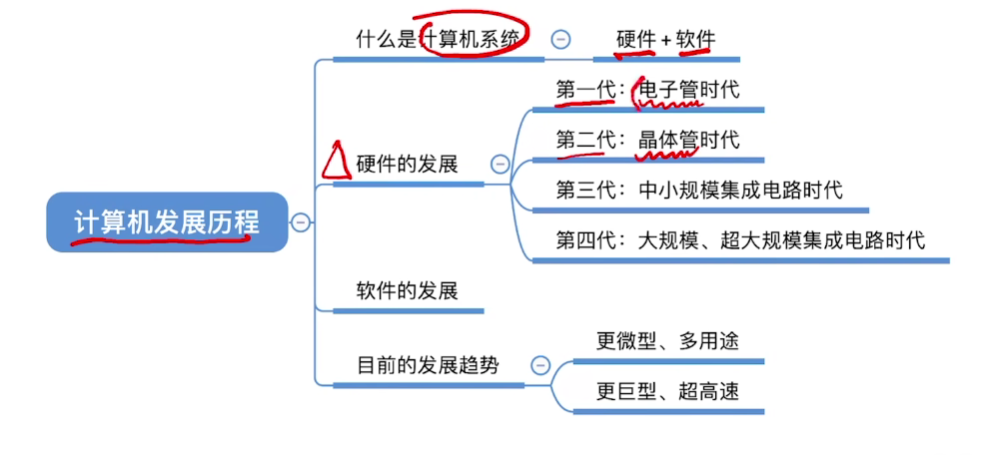 什么是计算机系统
硬件+软件
第一代：电子管时代
第二代：晶体管时代
硬件的发展
第三代：中小规模集成电路时代
计算机发展历程
第四代：大规模、超大规模集成电路时代
软件的发展
更微型、多用途
目前的发展趋势
更巨型、超高速